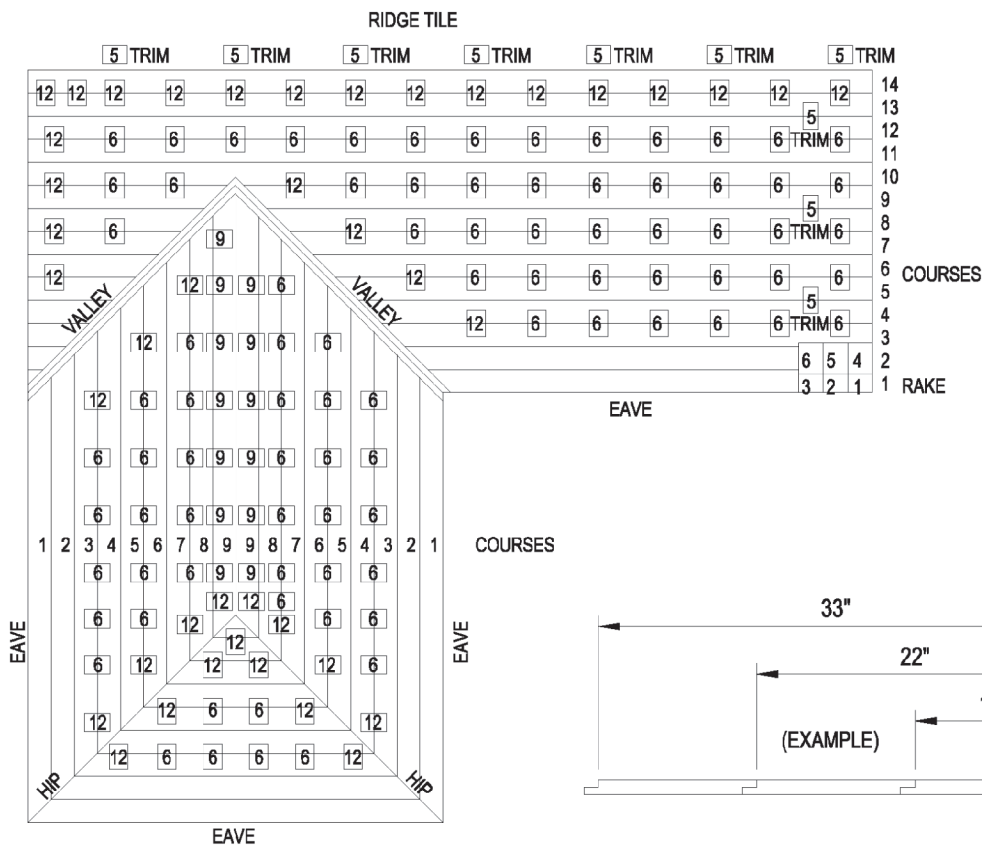 RIDGE TILE
5 TRIM 5 TRIM 5 TRIM 5 TRIM 5 TRIM 5 TRIM 5 TRIM
12 12 12 12 12 12 12 12 12 12 12 12 12 12 12 14
5 13
12 6 6 6 6 6 6 6 6 6 6 6 6 TRIM 6 12
11
12 6 6 12 6 6 6 6 6 6 6 6 6 10
5 9
12 6 12 6 6 6 6 6 6 6 TRIM 6 8
7
9
12 12 6 6 6 6 6 6 6 6 COURSES
12 9 9 6
5 5
VALLEY VALLEY
12 6 6 6 6 6 TRIM 6 4
3
12 6 9 9 6 6
6 5 4 2
3 2 1 1 RAKE
12 6 6 9 9 6 6 6
EAVE
6 6 6 9 9 6 6 6
6 6 6 9 9 6 6 6
1 2 3 4 5 6 7 8 9 9 8 7 6 5 4 3 2 1 COURSES
6 6 6 9 9 6 6 6
12 12 6
6 6 12 12 6 6
33"
EAVE EAVE
12
6 12 12 12 12 6
22"
12 6 6 12
12 12
(EXAMPLE)
12 6 6 6 6 12
HIP HIP
EAVE